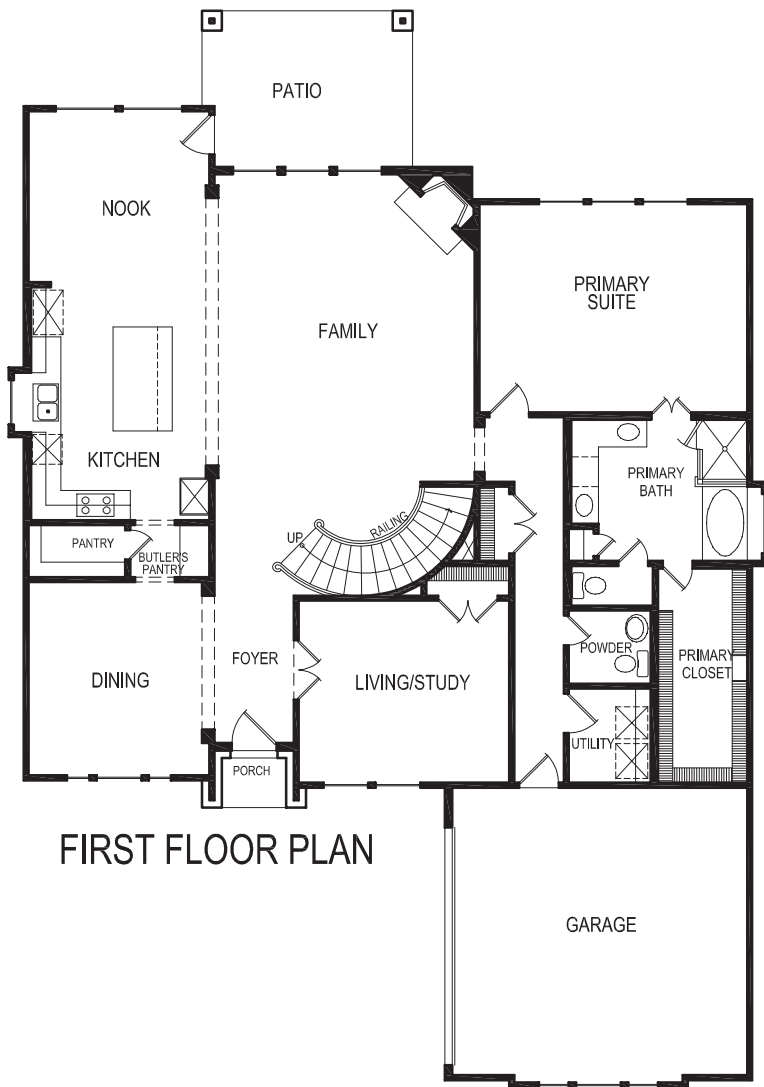 PATIO
NOOK
PRIMARY
SUITE
FAMILY
KITCHEN
PRIMARY
BATH
UP
RAILING
PANTRY
BUTLER'S
PANTRY
DINING
FOYER
LIVING/STUDY
POWDER
PRIMARY
CLOSET
UTILITY
PORCH
FIRST FLOOR PLAN
GARAGE